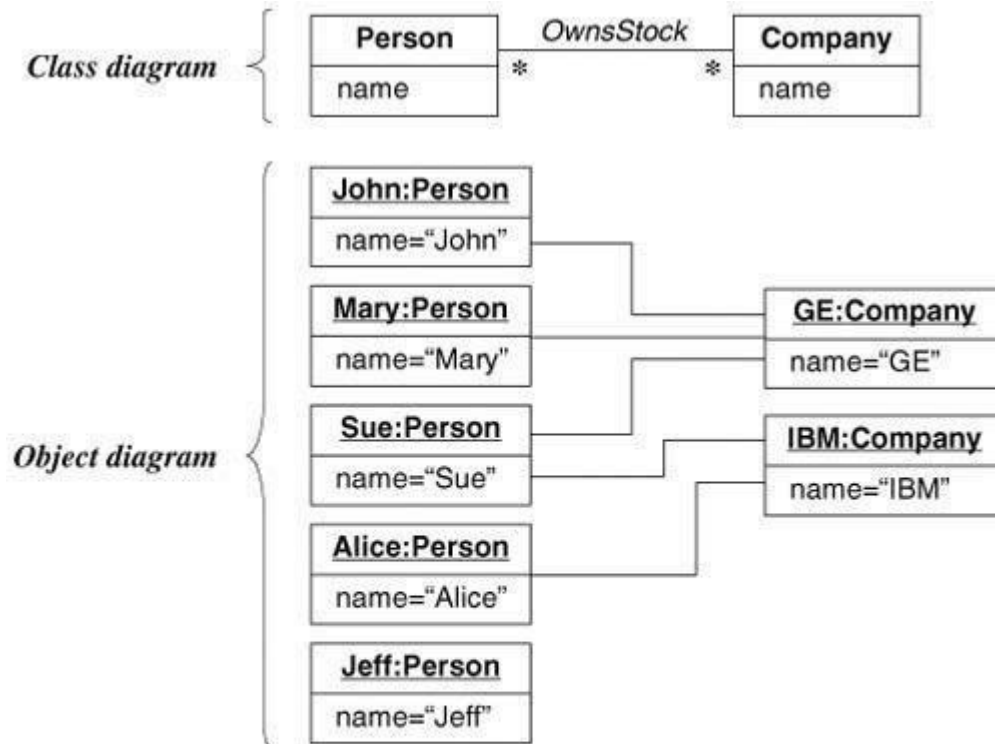 Class diagram
Person
OwnsStock
Company
*
*
name
name
Object diagram
John:Person
name=“John”
Mary:Person
name=“Mary”
GE:Company
name=“GE”
Sue:Person
name=“Sue”
IBM:Company
name=“IBM”
Alice:Person
name=“Alice”
Jeff:Person
name=“Jeff”